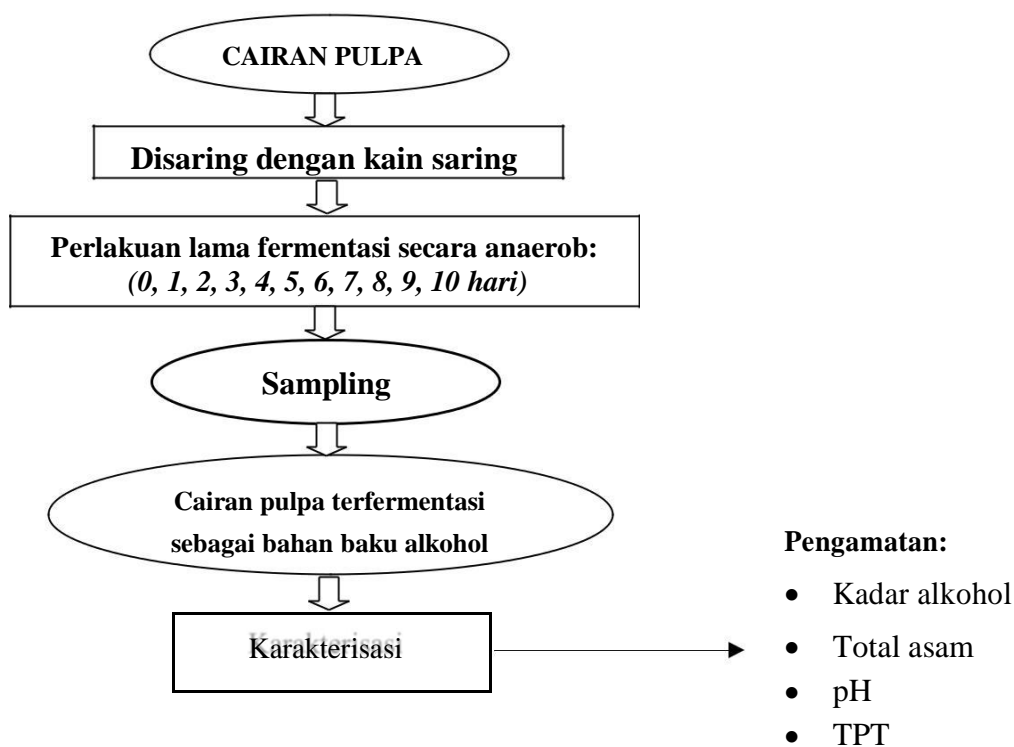 CAIRAN PULPA
Disaring dengan kain saring
Perlakuan lama fermentasi secara anaerob:
(0, 1, 2, 3, 4, 5, 6, 7, 8, 9, 10 hari)
Sampling
Cairan pulpa terfermentasi
sebagai bahan baku alkohol
Karakterisasi
Pengamatan:
• Kadar alkohol
• Total asam
• pH
• TPT